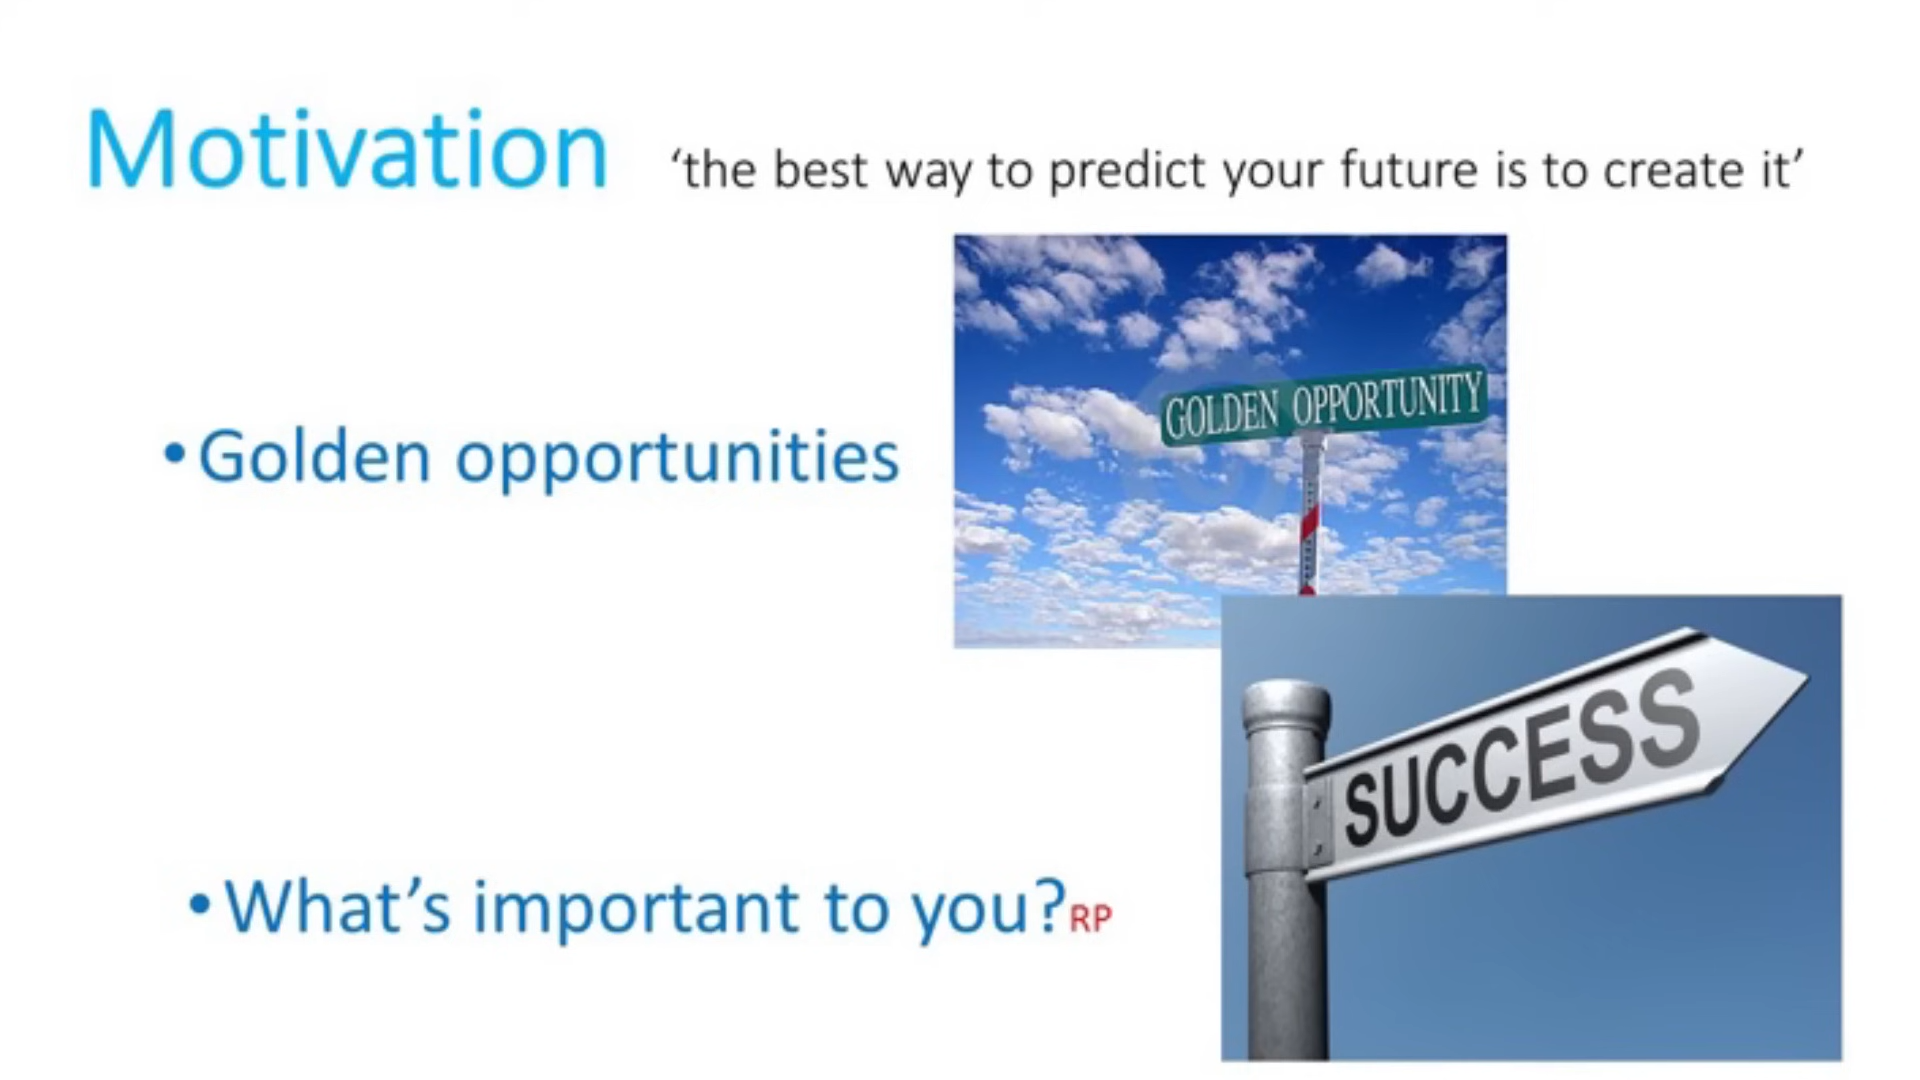 Motivation ‘the best way to predict your future is to create it’
• Golden opportunities
GOLDEN OPPORTUNITY
SUCCESS
• What’s important to you? RP